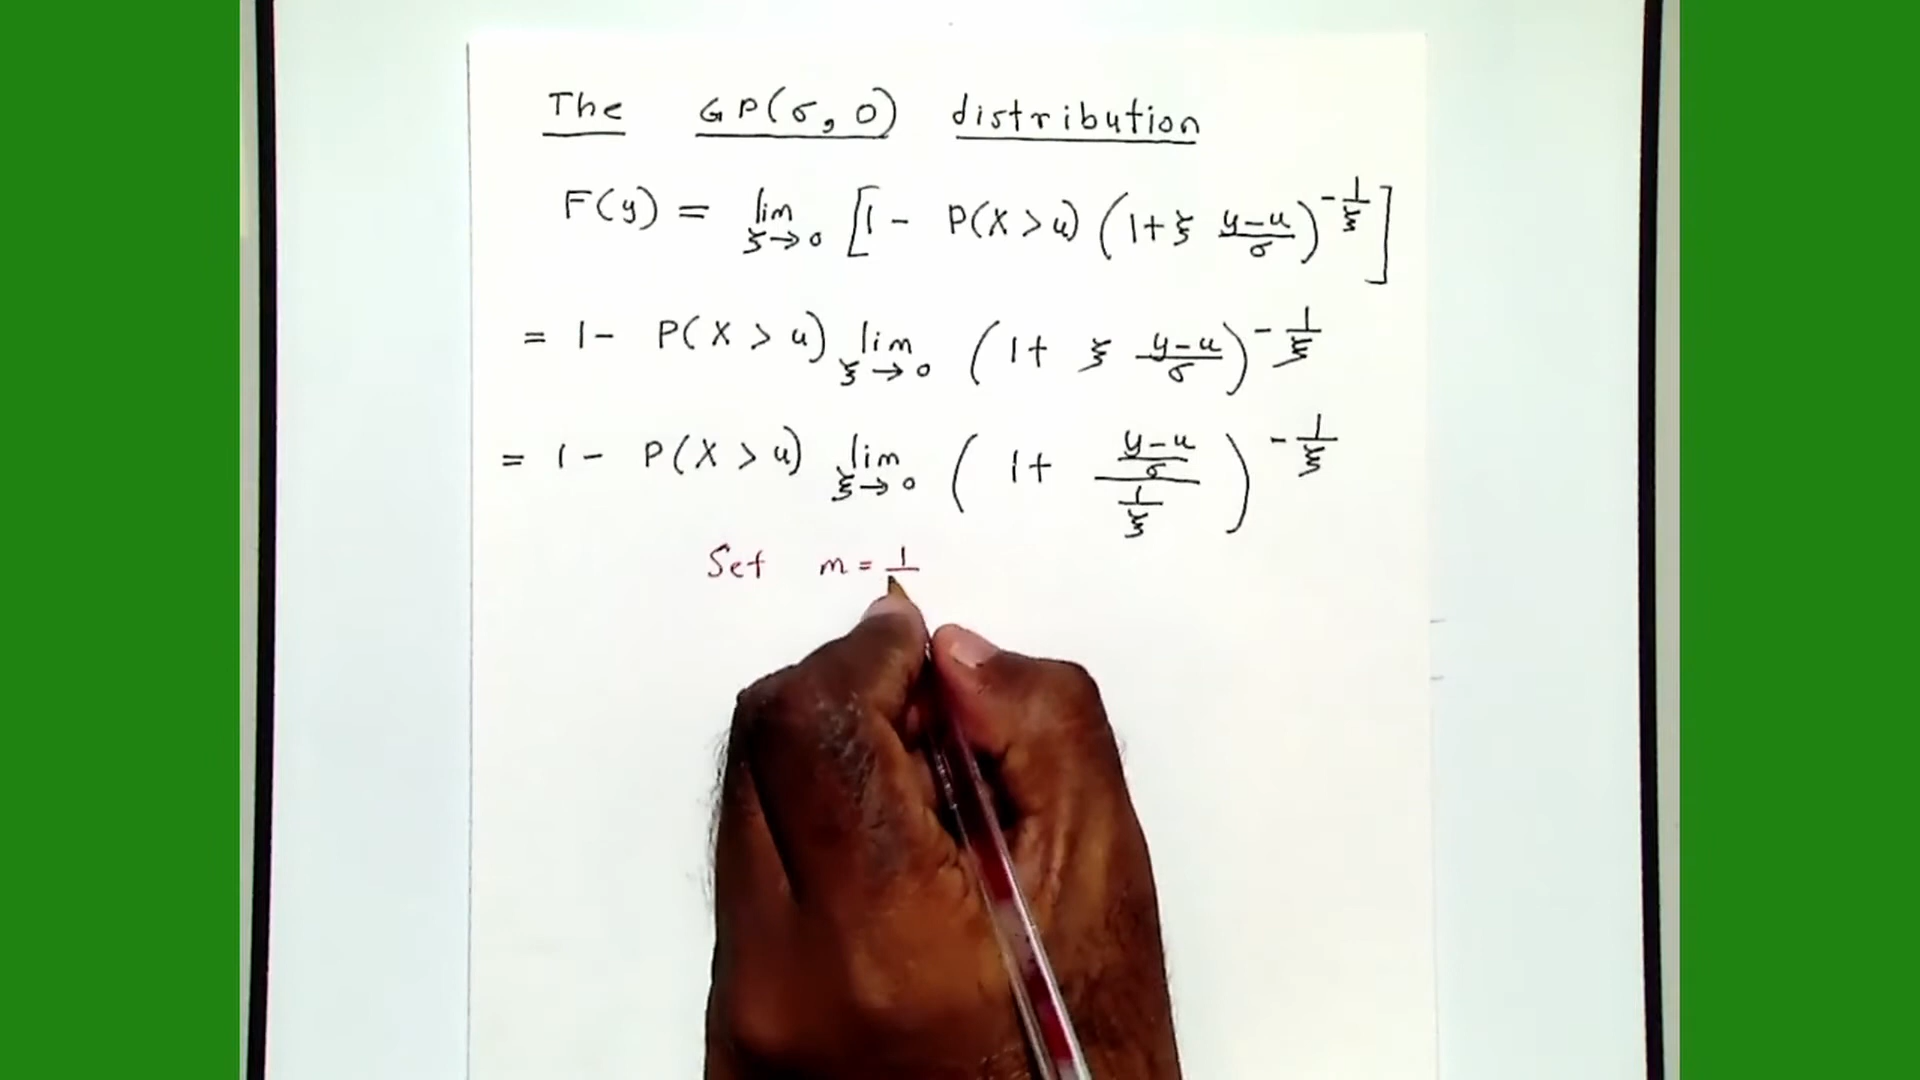 The GP(σ, 0) distribution
F(y) = lim ξ→0 [1 - P(X > u) (1 + ξ (y-u)/σ)^(-1/ξ)]
= 1 - P(X > u) lim ξ→0 (1 + ξ (y-u)/σ)^(-1/ξ)
= 1 - P(X > u) lim ξ→0 (1 + ((y-u)/σ)/(1/ξ))^(-1/ξ)
Set m = 1/